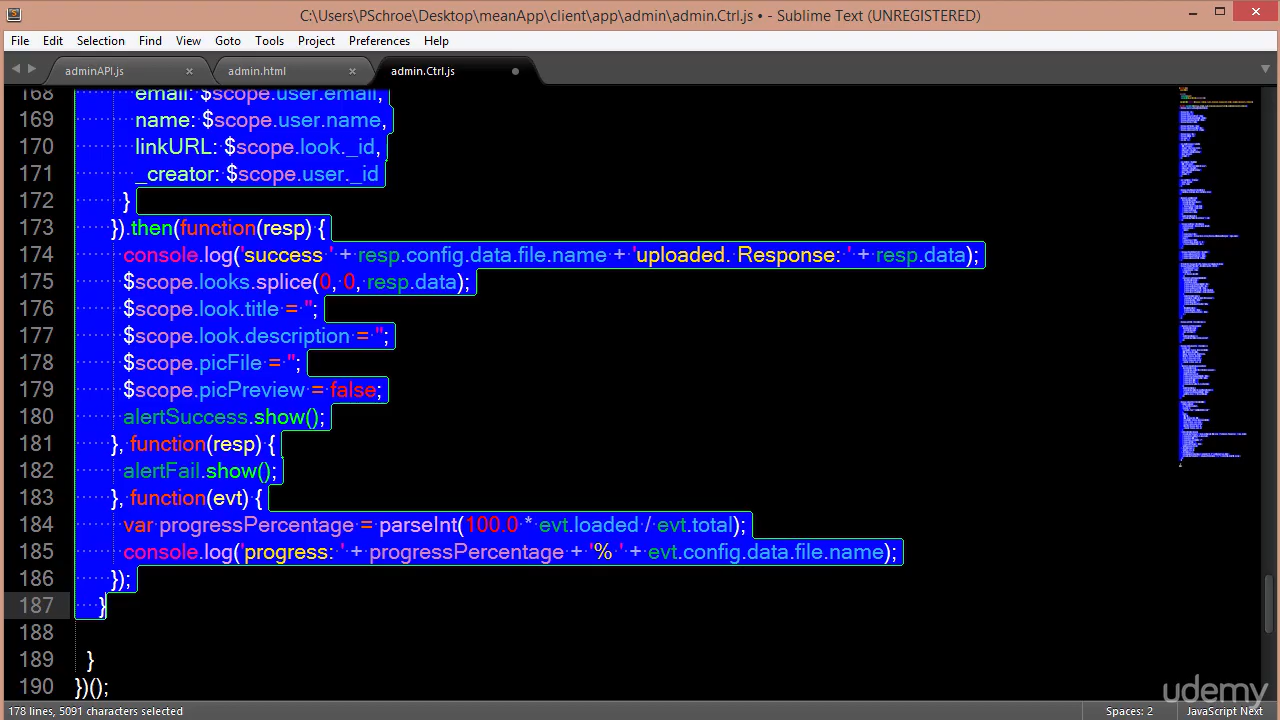 C:\Users\PSchroe\Desktop\meanApp\client\app\admin\admin.Ctrl.js • - Sublime Text (UNREGISTERED)
File Edit Selection Find View Goto Tools Project Preferences Help
adminAPI.js × admin.html × admin.Ctrl.js
168 email: $scope.user.email,
169 name: $scope.user.name,
170 linkURL: $scope.look._id,
171 _creator: $scope.user._id
172 }
173 }).then(function(resp) {
174 console.log('success ' + resp.config.data.file.name + 'uploaded. Response: ' + resp.data);
175 $scope.looks.splice(0, 0, resp.data);
176 $scope.look.title = '';
177 $scope.look.description = '';
178 $scope.picFile = '';
179 $scope.picPreview = false;
180 alertSuccess.show();
181 }, function(resp) {
182 alertFail.show();
183 }, function(evt) {
184 var progressPercentage = parseInt(100.0 * evt.loaded / evt.total);
185 console.log('progress: ' + progressPercentage + '% ' + evt.config.data.file.name);
186 });
187 }
188
189 }
190 })();
udemy
178 lines, 5091 characters selected Spaces: 2 JavaScript Next